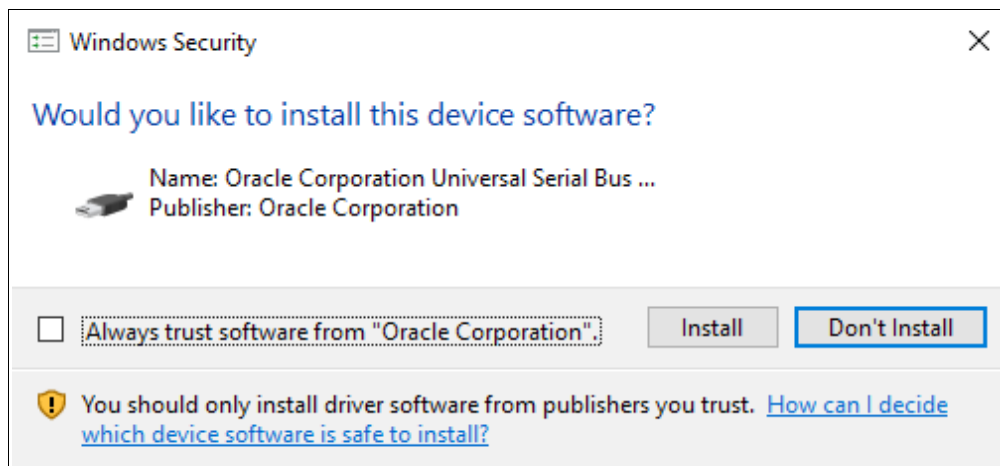 Windows Security
Would you like to install this device software?
Name: Oracle Corporation Universal Serial Bus ...
Publisher: Oracle Corporation
Always trust software from "Oracle Corporation".
Install
Don't Install
You should only install driver software from publishers you trust. How can I decide
which device software is safe to install?